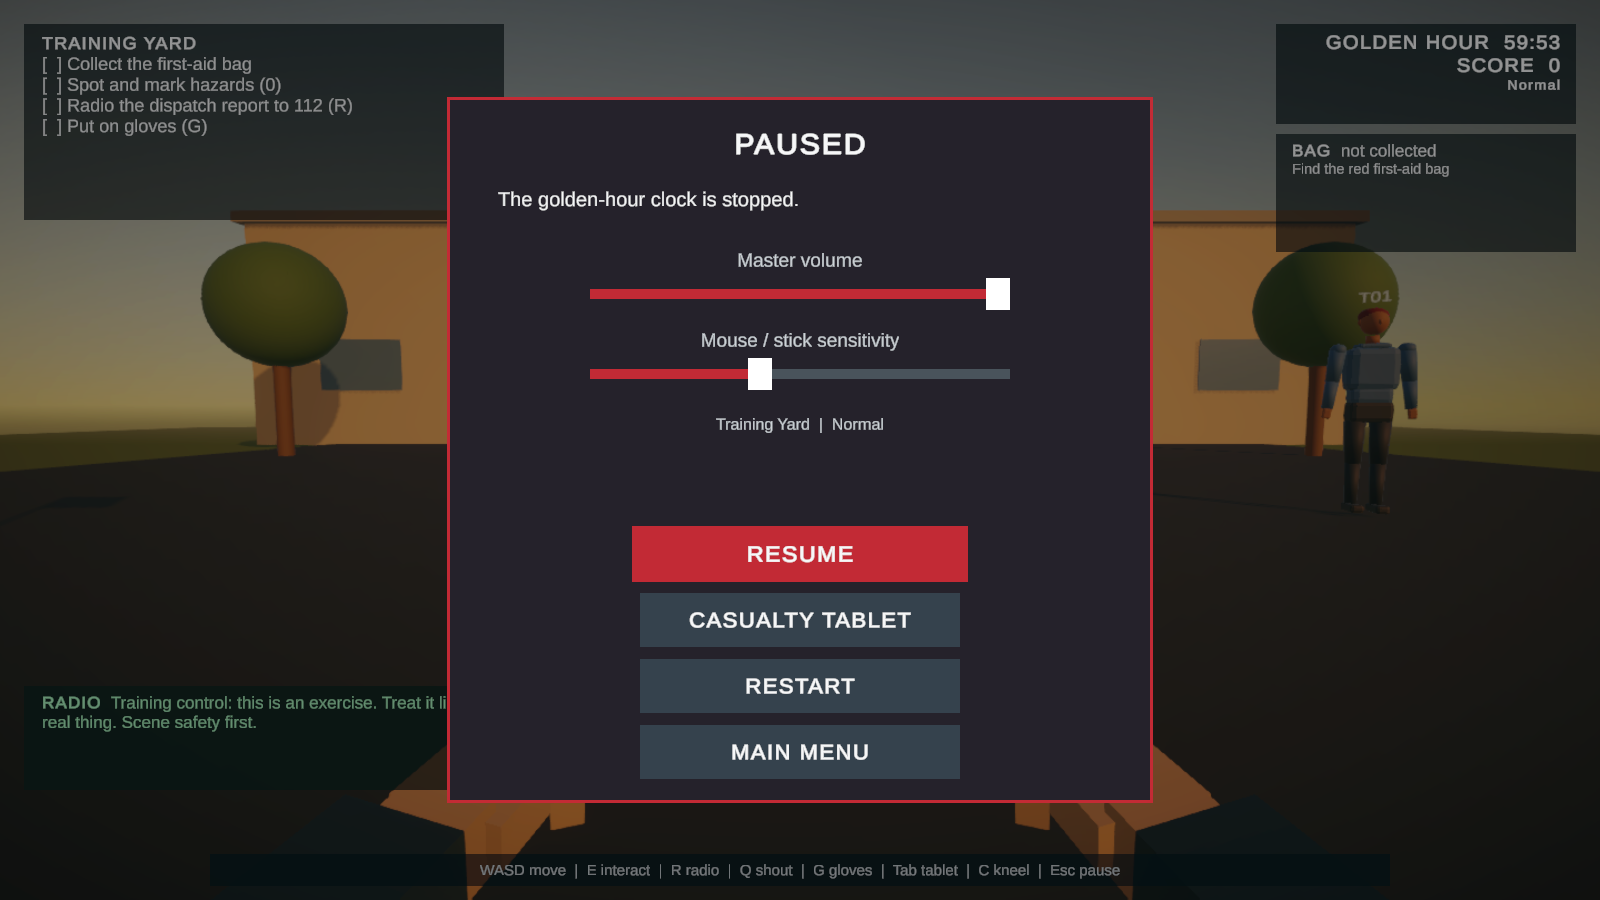 TRAINING YARD
[  ] Collect the first-aid bag
[  ] Spot and mark hazards (0)
[  ] Radio the dispatch report to 112 (R)
[  ] Put on gloves (G)
GOLDEN HOUR  59:53
SCORE  0
Normal
BAG  not collected
Find the red first-aid bag
T01
PAUSED
The golden-hour clock is stopped.
Master volume
Mouse / stick sensitivity
Training Yard  |  Normal
RESUME
CASUALTY TABLET
RESTART
MAIN MENU
RADIO  Training control: this is an exercise. Treat it li
real thing. Scene safety first.
WASD move  |  E interact  |  R radio  |  Q shout  |  G gloves  |  Tab tablet  |  C kneel  |  Esc pause